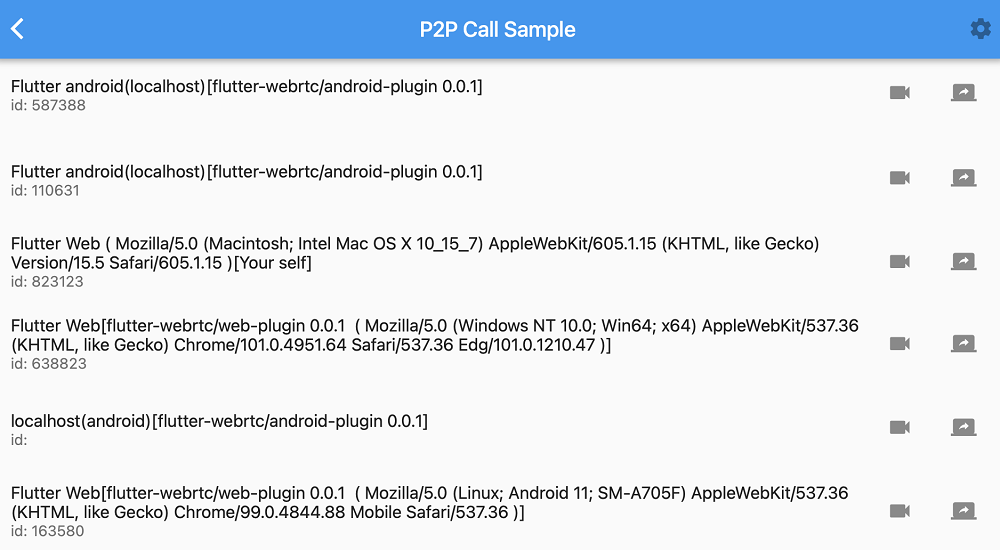 P2P Call Sample
Flutter android(localhost)[flutter-webrtc/android-plugin 0.0.1]
id: 587388
Flutter android(localhost)[flutter-webrtc/android-plugin 0.0.1]
id: 110631
Flutter Web ( Mozilla/5.0 (Macintosh; Intel Mac OS X 10_15_7) AppleWebKit/605.1.15 (KHTML, like Gecko)
Version/15.5 Safari/605.1.15 )[Your self]
id: 823123
Flutter Web[flutter-webrtc/web-plugin 0.0.1  ( Mozilla/5.0 (Windows NT 10.0; Win64; x64) AppleWebKit/537.36
(KHTML, like Gecko) Chrome/101.0.4951.64 Safari/537.36 Edg/101.0.1210.47 )]
id: 638823
localhost(android)[flutter-webrtc/android-plugin 0.0.1]
id:
Flutter Web[flutter-webrtc/web-plugin 0.0.1  ( Mozilla/5.0 (Linux; Android 11; SM-A705F) AppleWebKit/537.36
(KHTML, like Gecko) Chrome/99.0.4844.88 Mobile Safari/537.36 )]
id: 163580